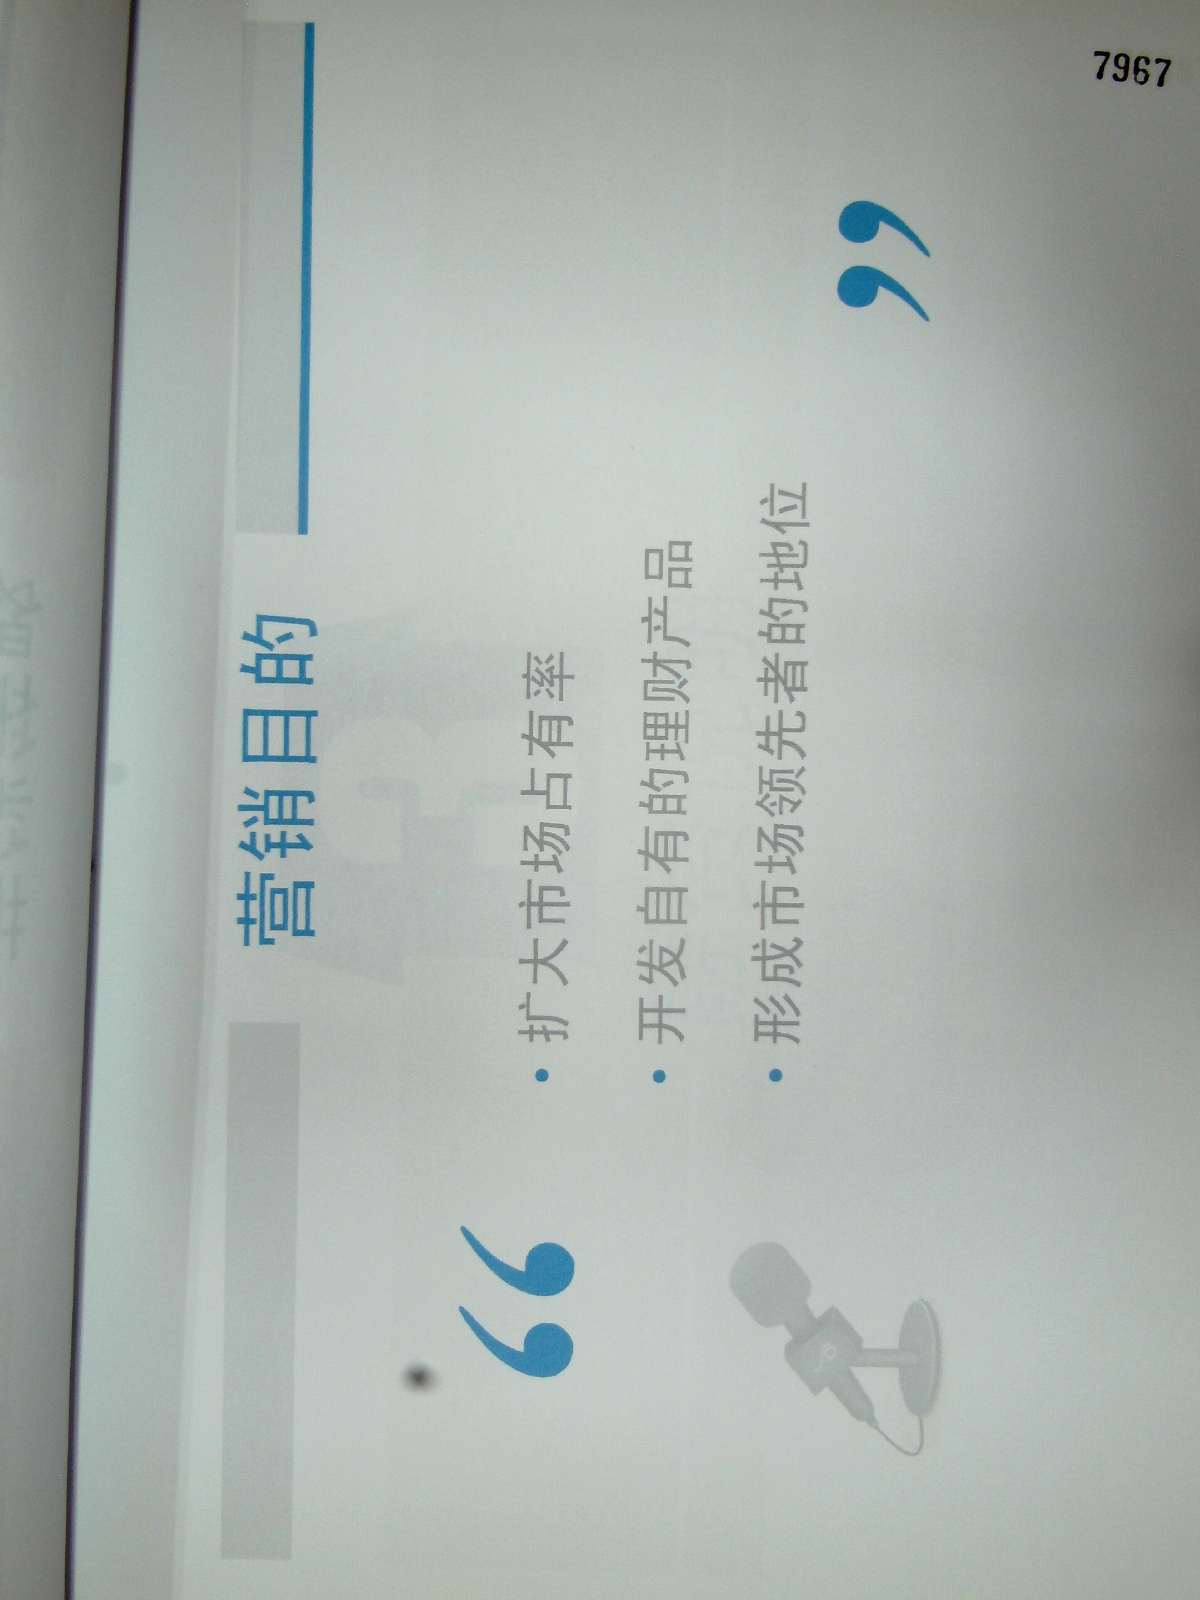 营销目的
“
• 扩大市场占有率
• 开发自有的理财产品
• 形成市场领先者的地位
”
7967